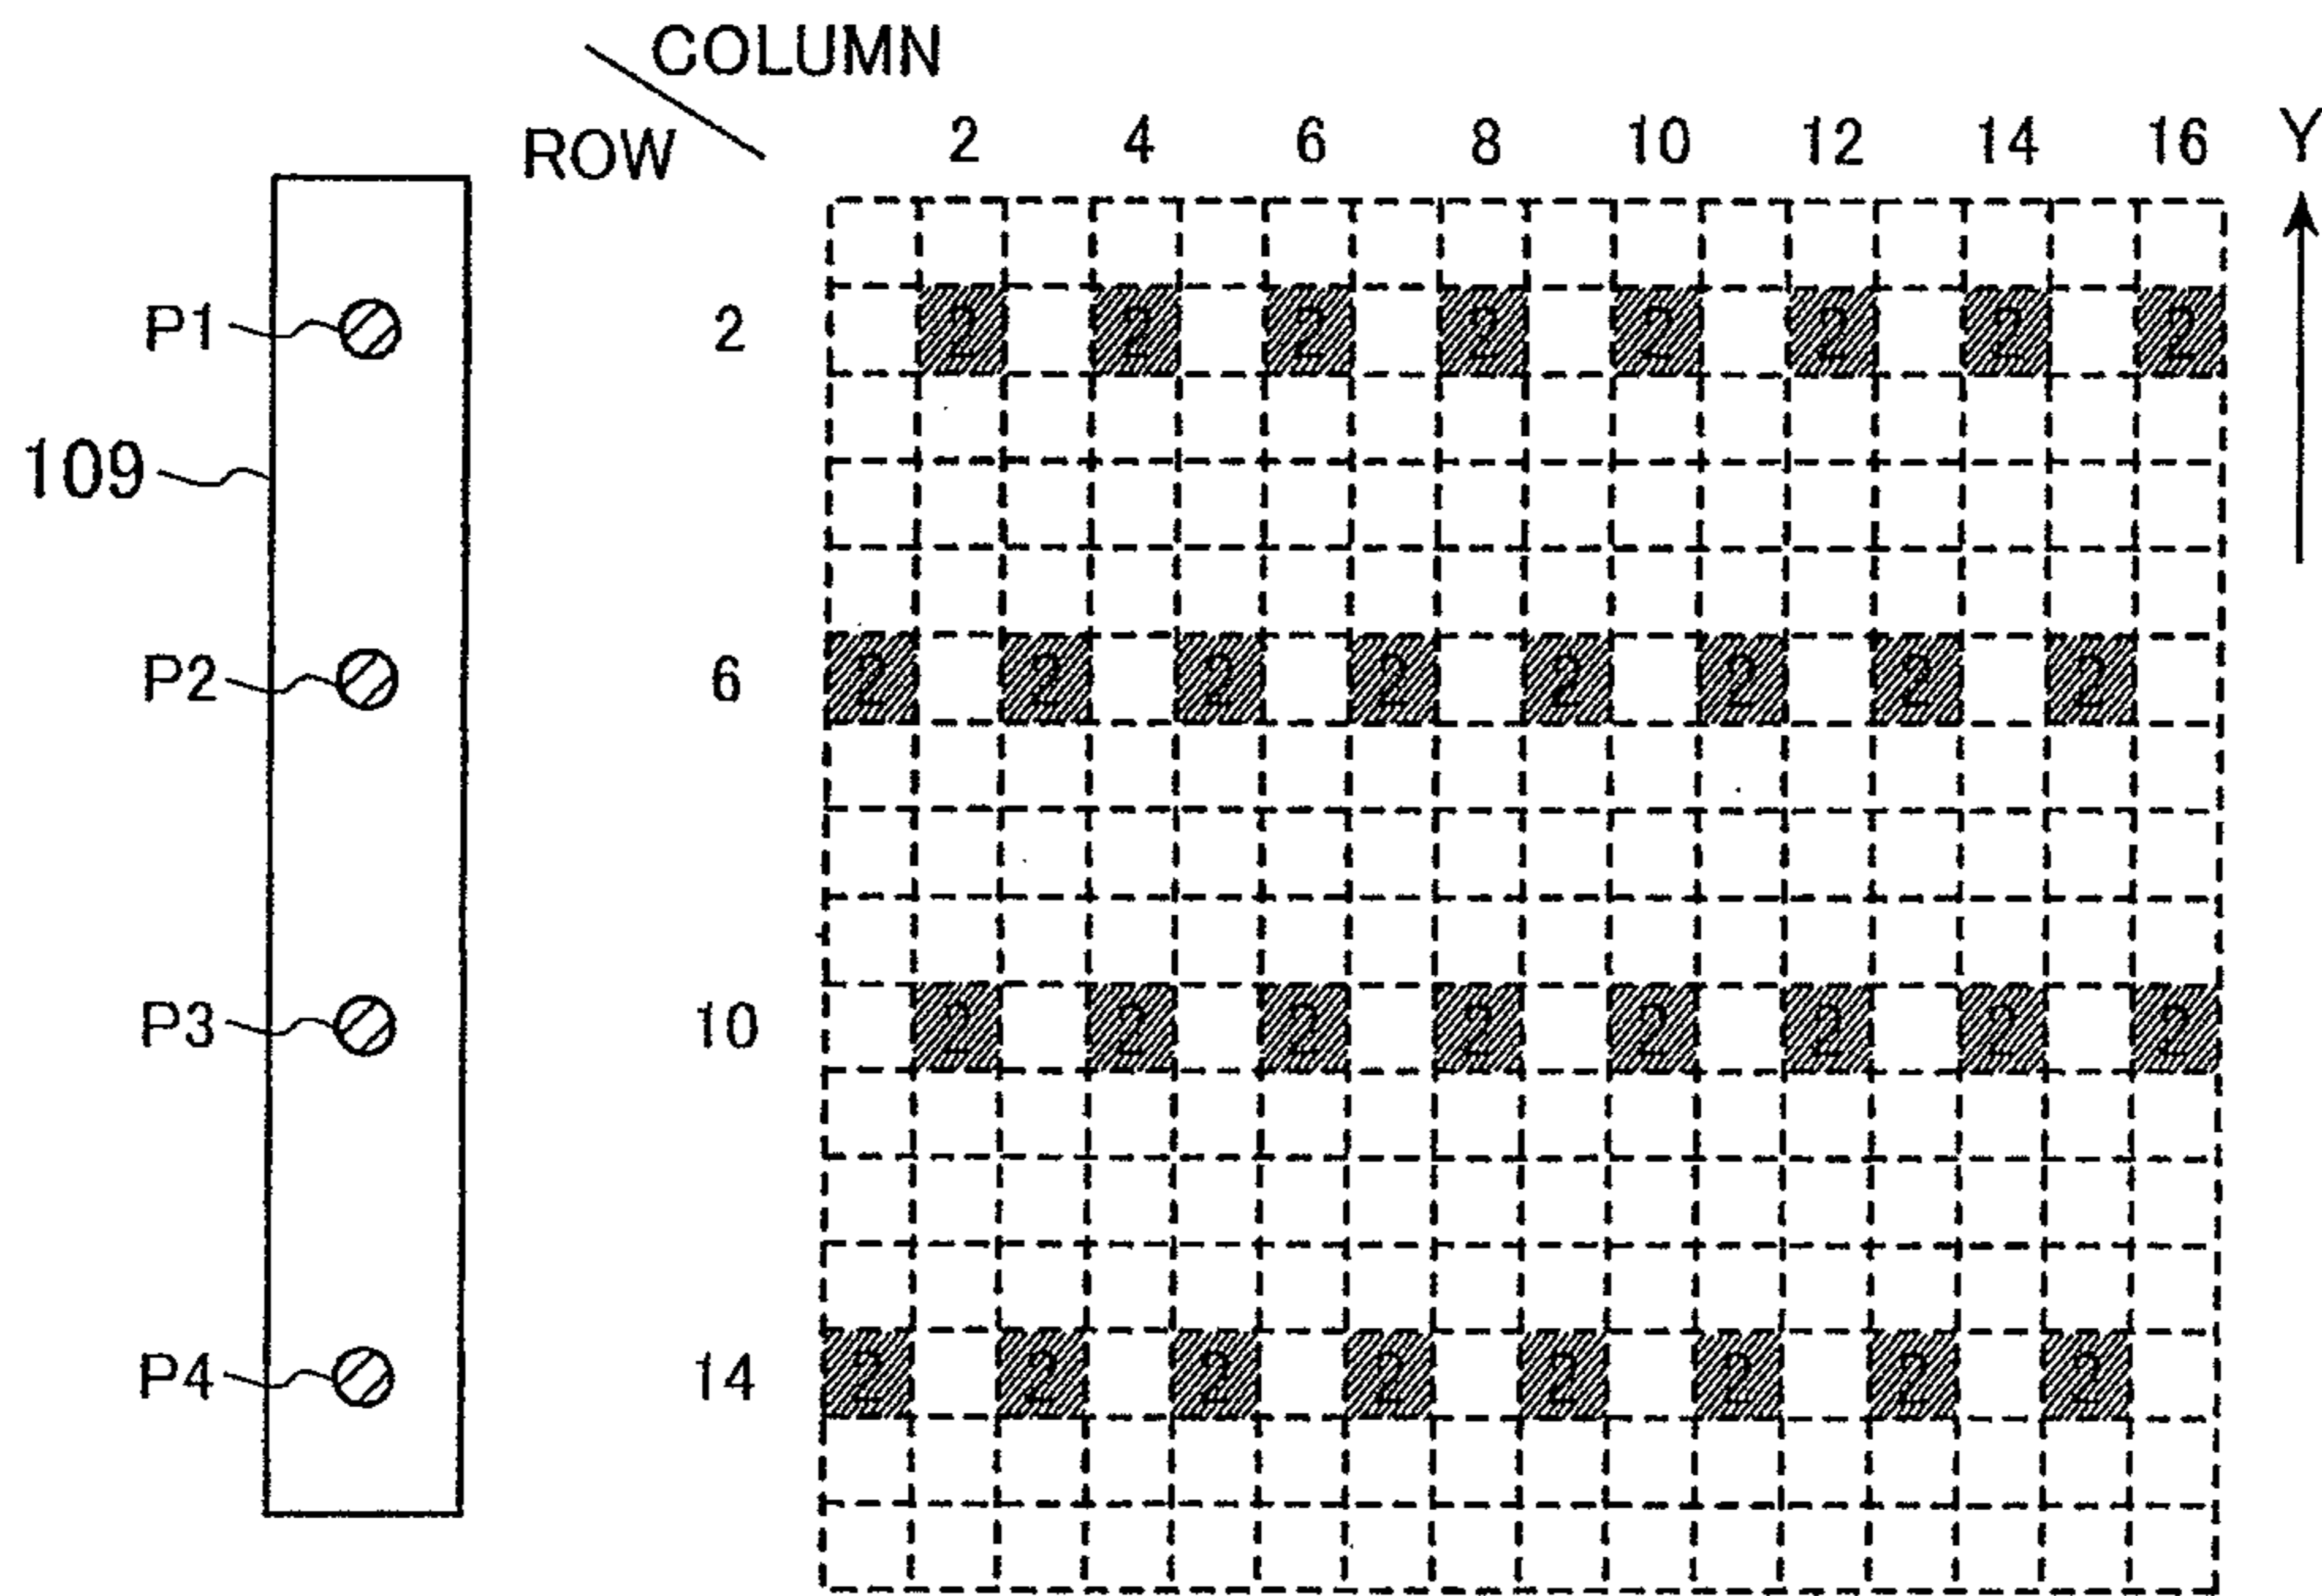 COLUMN
ROW
2 4 6 8 10 12 14 16 Y
P1 2 2 2 2 2 2 2 2 2
109
P2 6 2 2 2 2 2 2 2 2
P3 10 2 2 2 2 2 2 2 2
P4 14 2 2 2 2 2 2 2 2